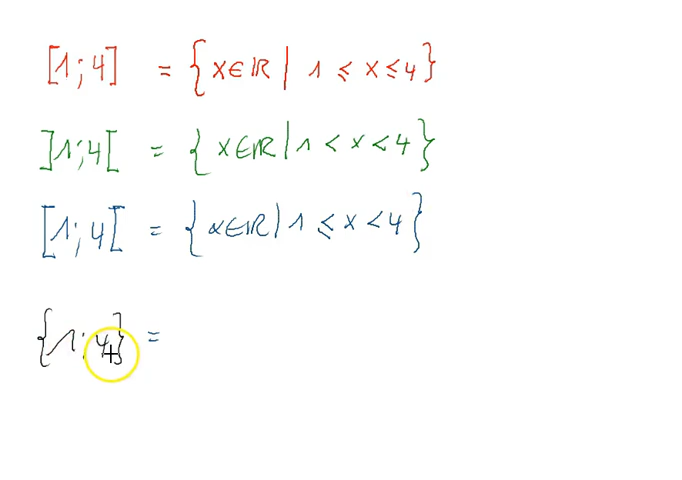 [1;4] = {x∈ℝ | 1 ≤ x ≤ 4}
]1;4[ = {x∈ℝ | 1 < x < 4}
[1;4[ = {x∈ℝ | 1 ≤ x < 4}
{1;4} =